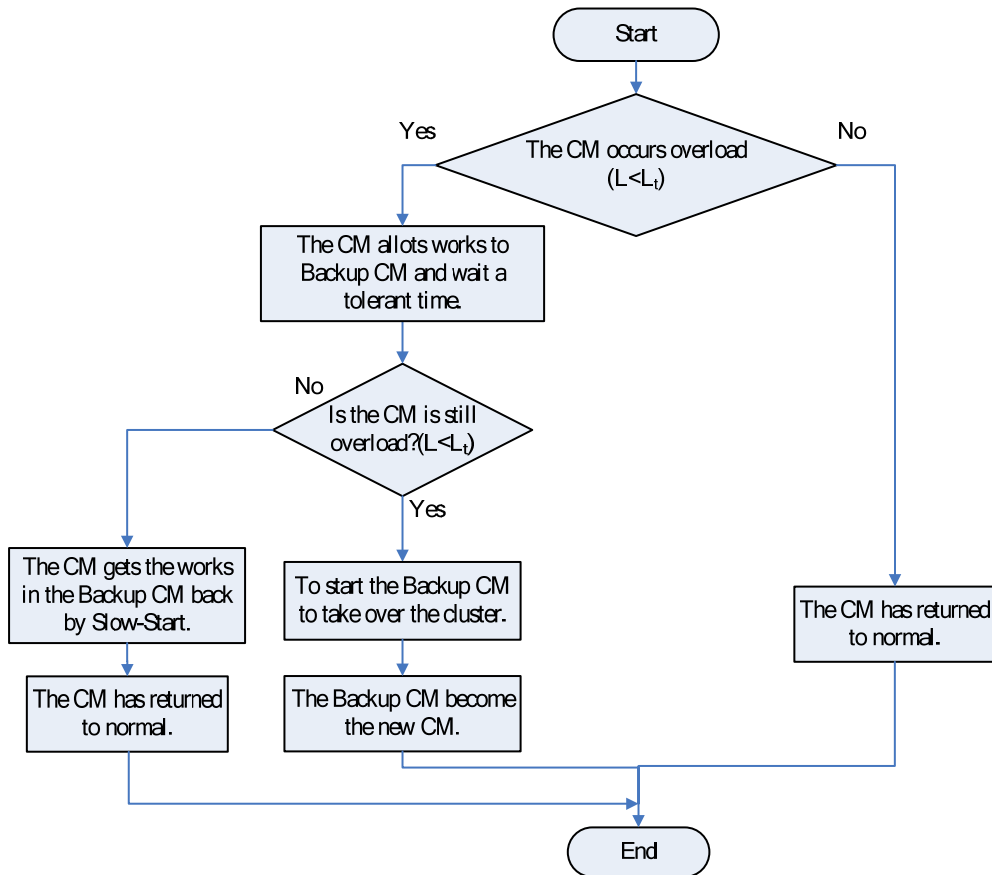 Start
Yes
No
The CM occurs overload
(L<Lt)
The CM allots works to
Backup CM and wait a
tolerant time.
No
Is the CM is still
overload?(L<Lt)
Yes
The CM gets the works
in the Backup CM back
by Slow-Start.
To start the Backup CM
to take over the cluster.
The CM has returned
to normal.
The CM has returned
to normal.
The Backup CM become
the new CM.
End